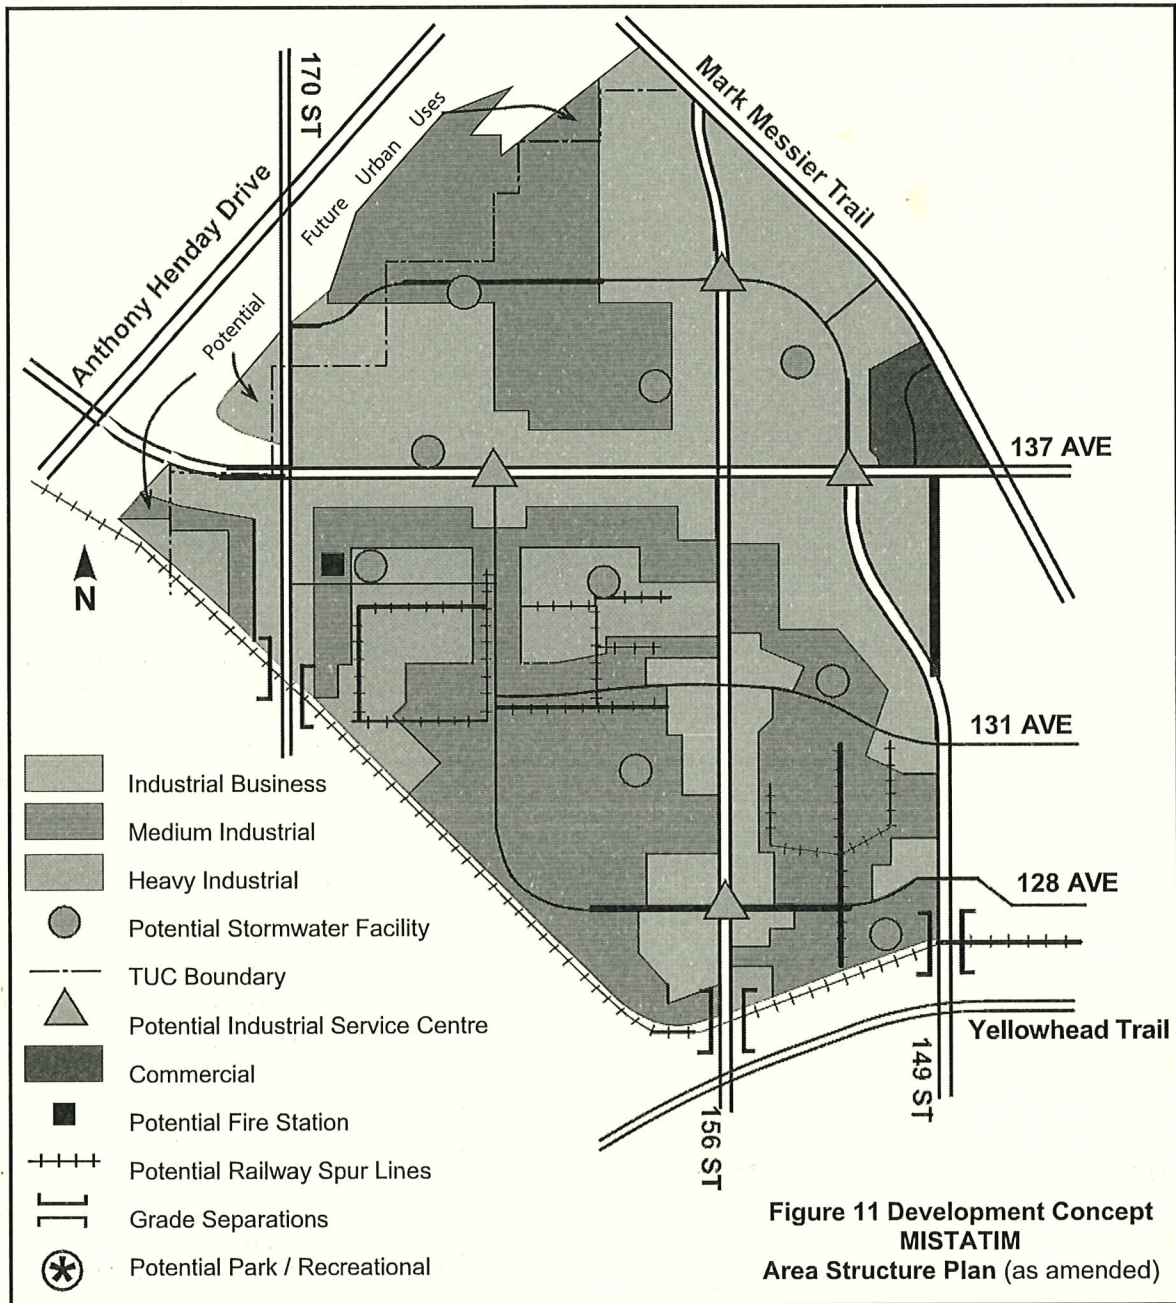 170 ST
Mark Messier Trail
Anthony Henday Drive
Potential Future Urban Uses
137 AVE
N
131 AVE
128 AVE
Yellowhead Trail
149 ST
156 ST
Industrial Business
Medium Industrial
Heavy Industrial
Potential Stormwater Facility
TUC Boundary
Potential Industrial Service Centre
Commercial
Potential Fire Station
Potential Railway Spur Lines
Grade Separations
Potential Park / Recreational
Figure 11 Development Concept
MISTATIM
Area Structure Plan (as amended)